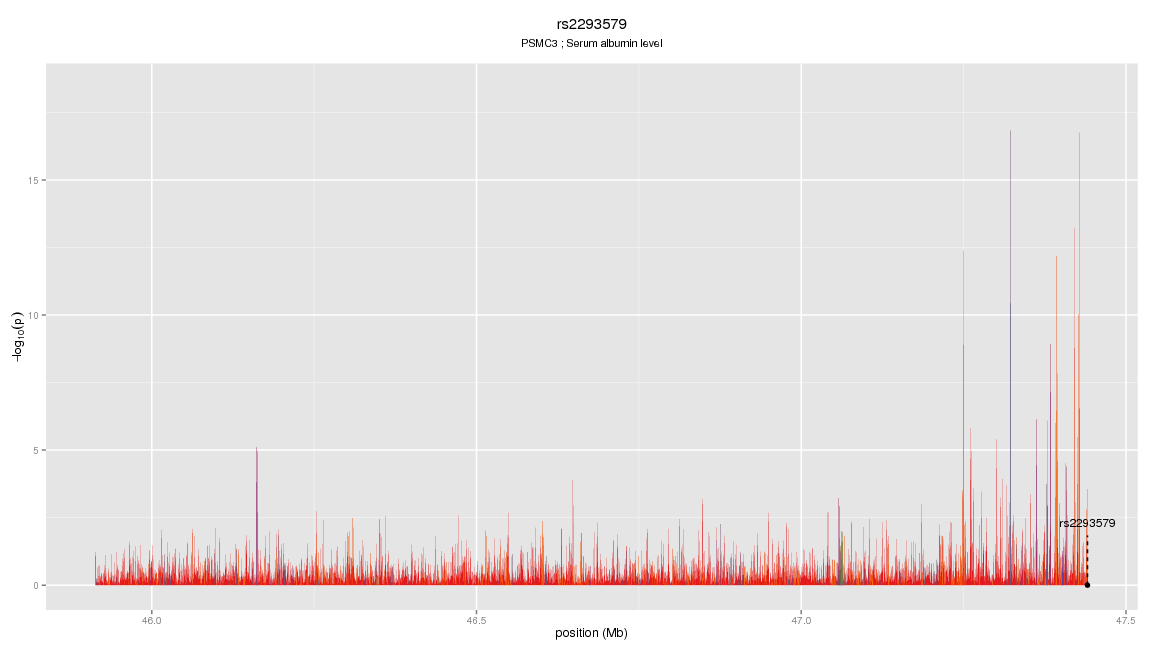 rs2293579
PSMC3 ; Serum albumin level
−log10(p)
15
10
5
0
rs2293579
46.0
46.5
47.0
47.5
position (Mb)